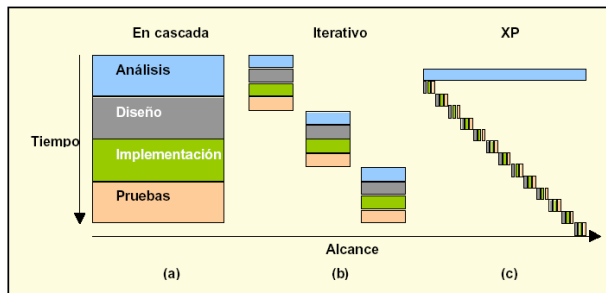 En cascada Iterativo XP
Análisis
Diseño
Tiempo
Implementación
Pruebas
Alcance
(a) (b) (c)